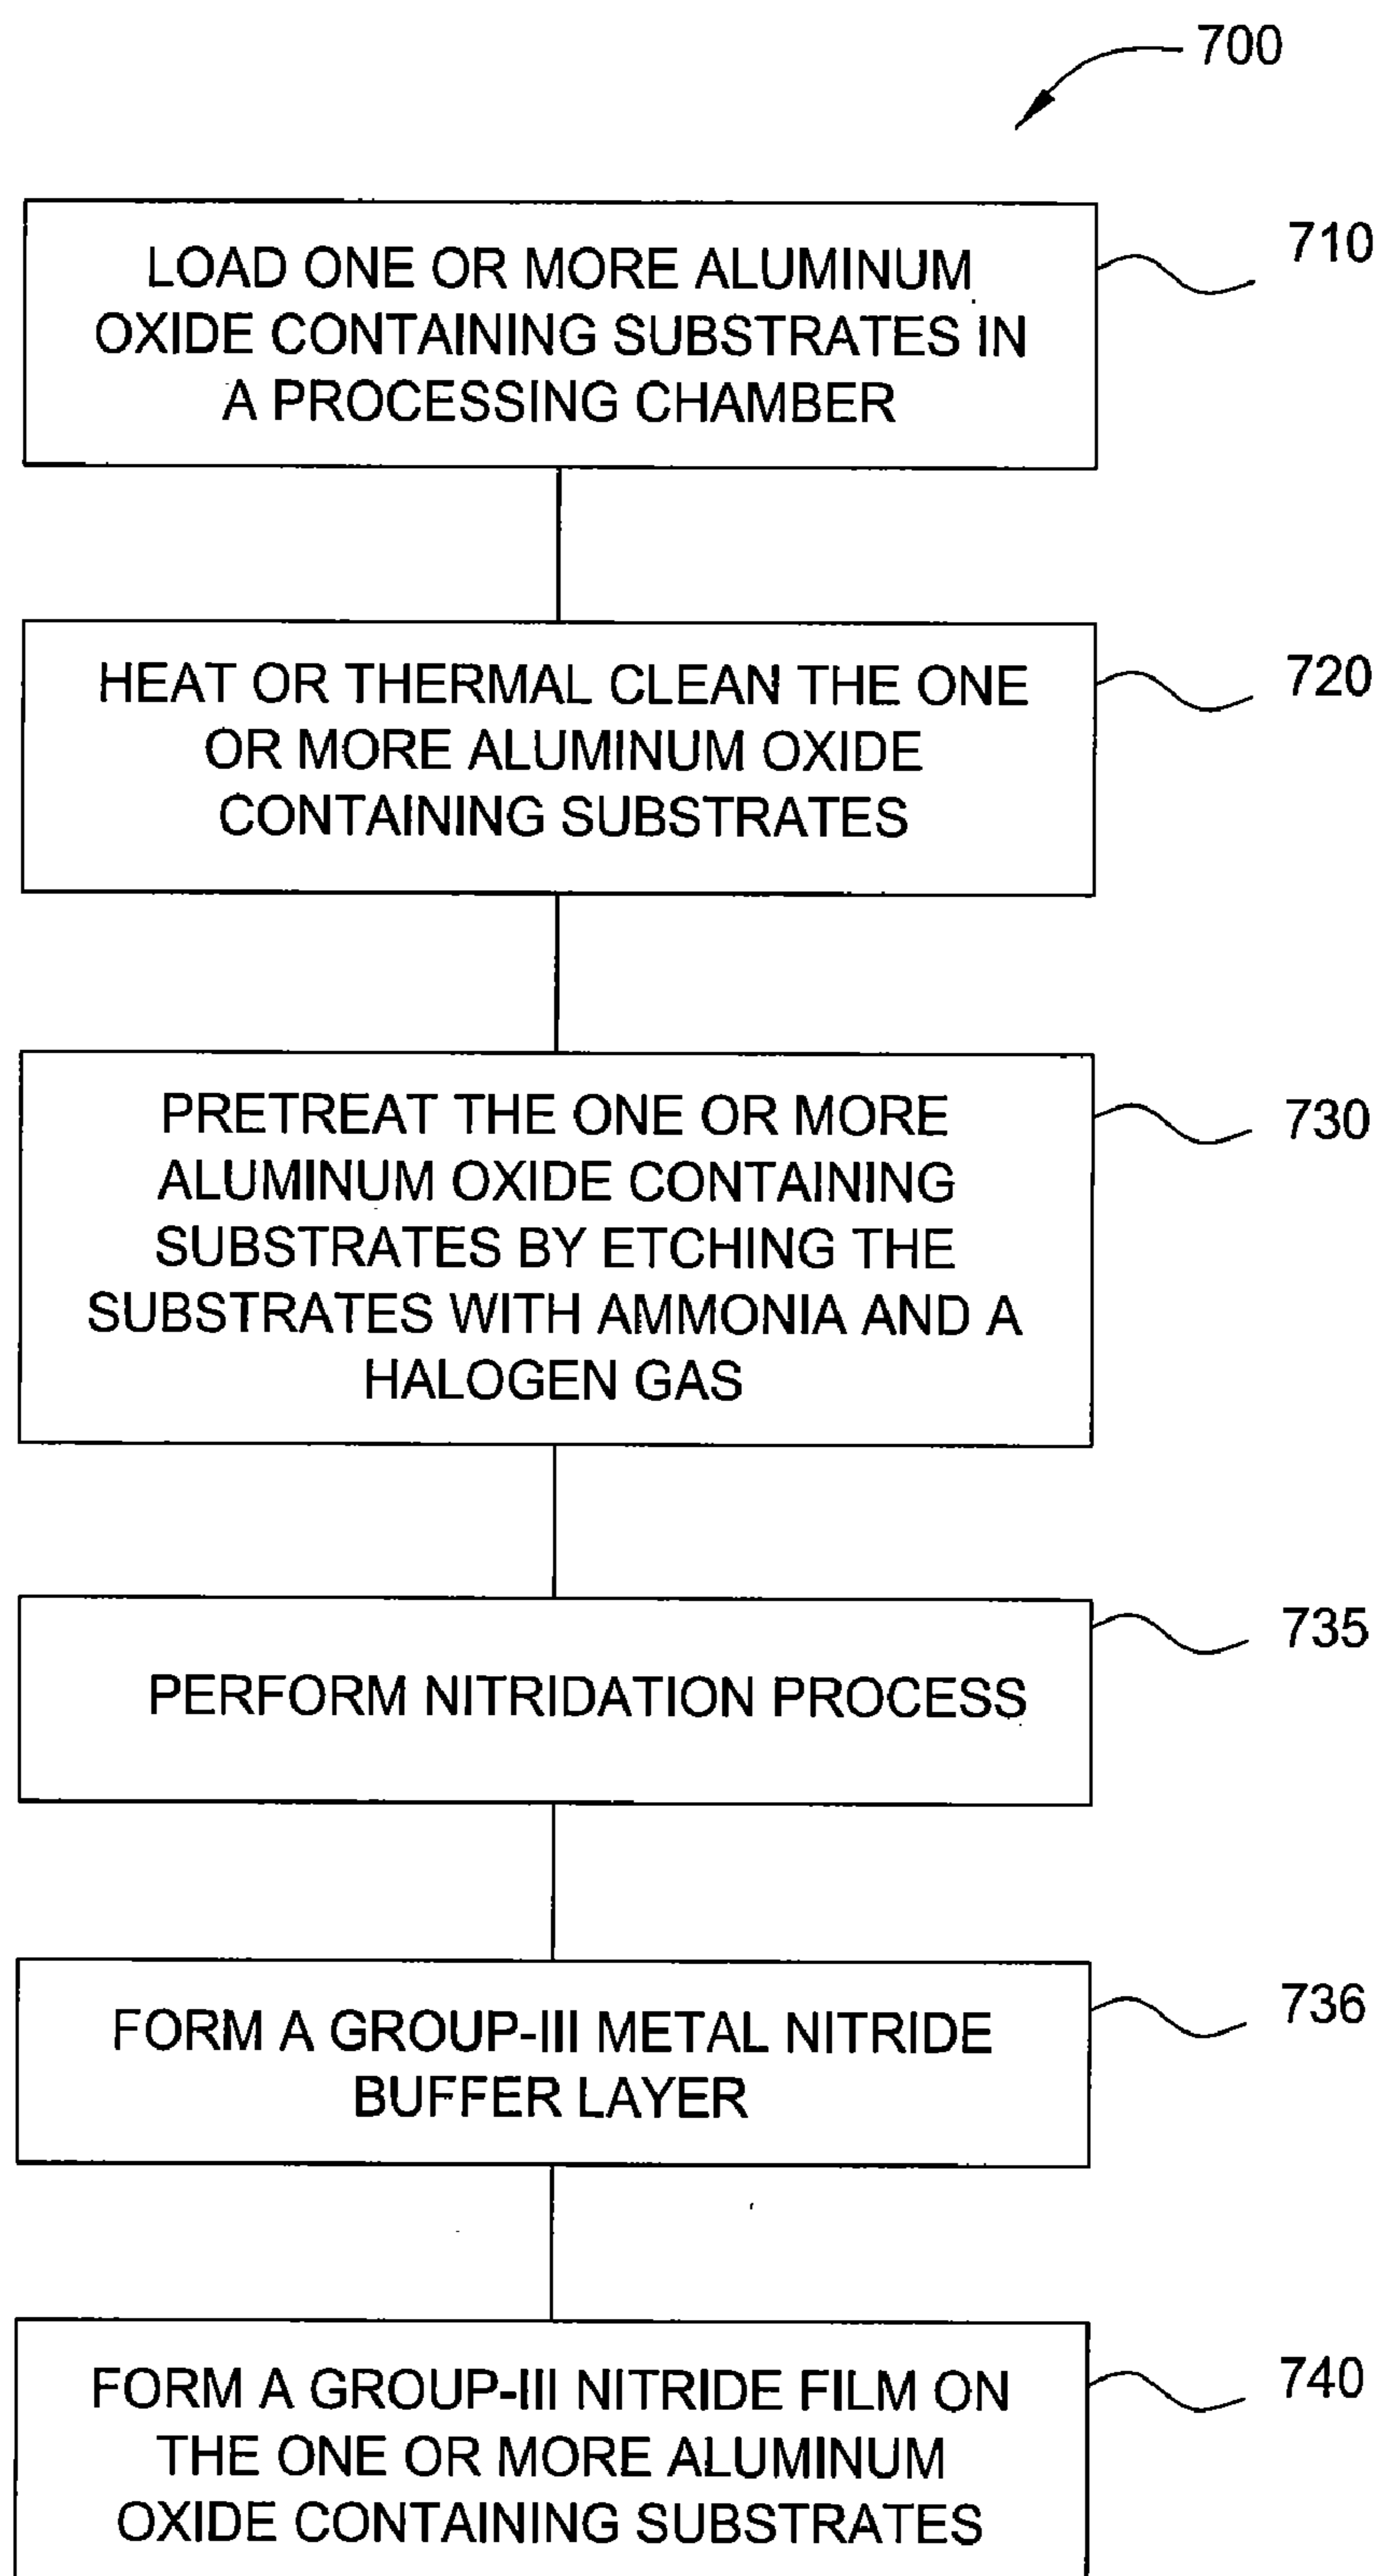 700
LOAD ONE OR MORE ALUMINUM
OXIDE CONTAINING SUBSTRATES IN
A PROCESSING CHAMBER
710
HEAT OR THERMAL CLEAN THE ONE
OR MORE ALUMINUM OXIDE
CONTAINING SUBSTRATES
720
PRETREAT THE ONE OR MORE
ALUMINUM OXIDE CONTAINING
SUBSTRATES BY ETCHING THE
SUBSTRATES WITH AMMONIA AND A
HALOGEN GAS
730
PERFORM NITRIDATION PROCESS
735
FORM A GROUP-III METAL NITRIDE
BUFFER LAYER
736
FORM A GROUP-III NITRIDE FILM ON
THE ONE OR MORE ALUMINUM
OXIDE CONTAINING SUBSTRATES
740